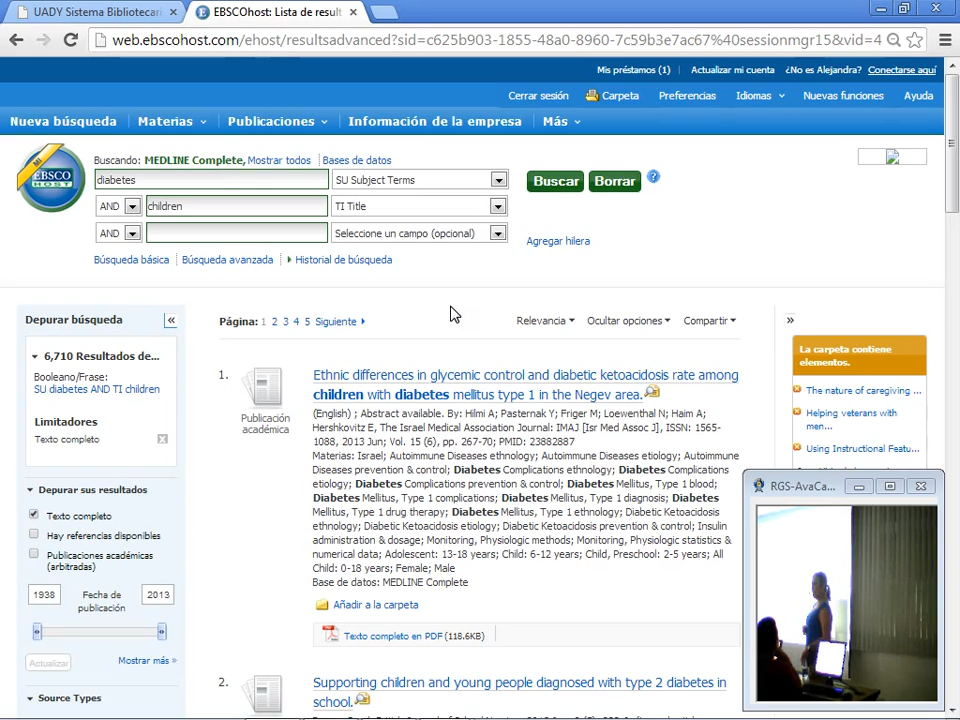 UADY Sistema Bibliotecari
EBSCOhost: Lista de result
web.ebscohost.com/ehost/resultsadvanced?sid=c625b903-1855-48a0-8960-7c59b3e7ac67%40sessionmgr15&vid=4
Mis préstamos (1) | Actualizar mi cuenta ¿No es Alejandra? Conectarse aquí
Cerrar sesión Carpeta Preferencias Idiomas Nuevas funciones Ayuda
Nueva búsqueda Materias Publicaciones Información de la empresa Más
MI
EBSCO
HOST
Buscando: MEDLINE Complete, Mostrar todos | Bases de datos
diabetes SU Subject Terms Buscar Borrar ?
AND children TI Title
AND Seleccione un campo (opcional) Agregar hilera
Búsqueda básica | Búsqueda avanzada | Historial de búsqueda
Depurar búsqueda «
6,710 Resultados de...
Booleano/Frase:
SU diabetes AND TI children
Limitadores
Texto completo x
Depurar sus resultados
Texto completo
Hay referencias disponibles
Publicaciones académicas
(arbitradas)
1938 Fecha de publicación 2013
Actualizar Mostrar más »
Source Types
Página: 1 2 3 4 5 Siguiente
Relevancia Ocultar opciones Compartir
1.
Publicación
académica
Ethnic differences in glycemic control and diabetic ketoacidosis rate among
children with diabetes mellitus type 1 in the Negev area.
(English) ; Abstract available. By: Hilmi A; Pasternak Y; Friger M; Loewenthal N; Haim A;
Hershkovitz E, The Israel Medical Association Journal: IMAJ [Isr Med Assoc J], ISSN: 1565-
1088, 2013 Jun; Vol. 15 (6), pp. 267-70; PMID: 23882887
Materias: Israel; Autoimmune Diseases ethnology; Autoimmune Diseases etiology; Autoimmune
Diseases prevention & control; Diabetes Complications ethnology; Diabetes Complications
etiology; Diabetes Complications prevention & control; Diabetes Mellitus, Type 1 blood;
Diabetes Mellitus, Type 1 complications; Diabetes Mellitus, Type 1 diagnosis; Diabetes
Mellitus, Type 1 drug therapy; Diabetes Mellitus, Type 1 ethnology; Diabetic Ketoacidosis
ethnology; Diabetic Ketoacidosis etiology; Diabetic Ketoacidosis prevention & control; Insulin
administration & dosage; Monitoring, Physiologic methods; Monitoring, Physiologic statistics &
numerical data; Adolescent: 13-18 years; Child: 6-12 years; Child, Preschool: 2-5 years; All
Child: 0-18 years; Female; Male
Base de datos: MEDLINE Complete
Añadir a la carpeta
Texto completo en PDF (118.6KB)
2.
Supporting children and young people diagnosed with type 2 diabetes in
school.
»
La carpeta contiene
elementos.
The nature of caregiving ...
Helping veterans with
men...
Using Instructional Featu...
RGS-AvaCa...